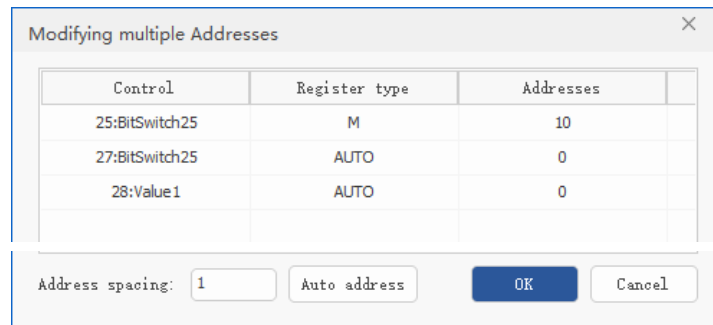 Modifying multiple Addresses
Control Register type Addresses
25:BitSwitch25 M 10
27:BitSwitch25 AUTO 0
28:Value1 AUTO 0
Address spacing: 1 Auto address OK Cancel